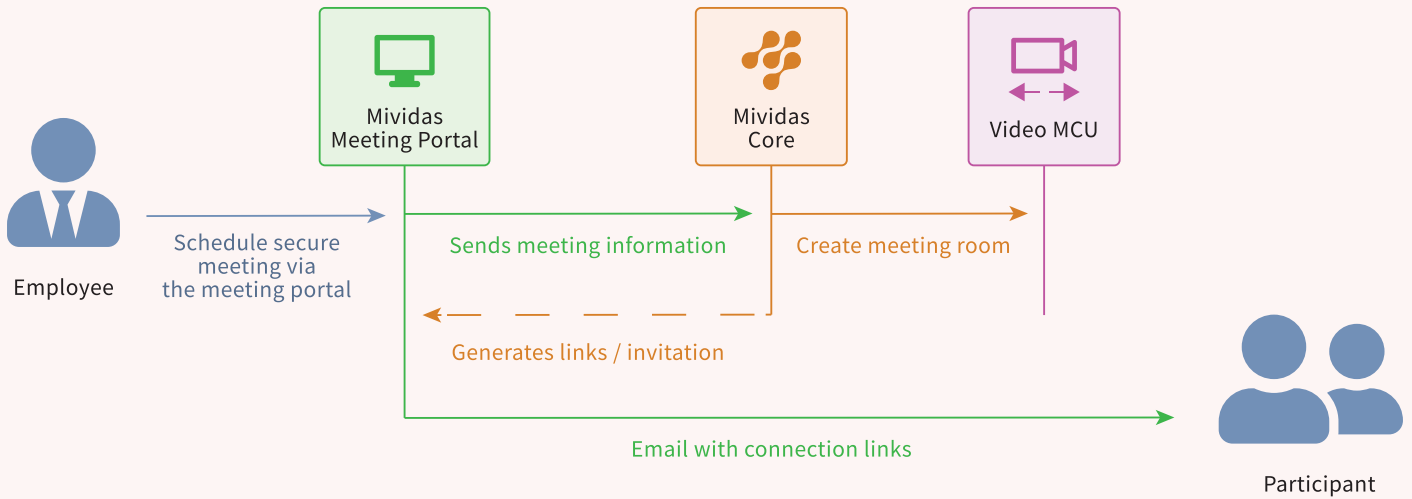 Mividas
Meeting Portal
Mividas
Core
Video MCU
Employee
Schedule secure
meeting via
the meeting portal
Sends meeting information
Create meeting room
Generates links / invitation
Email with connection links
Participant